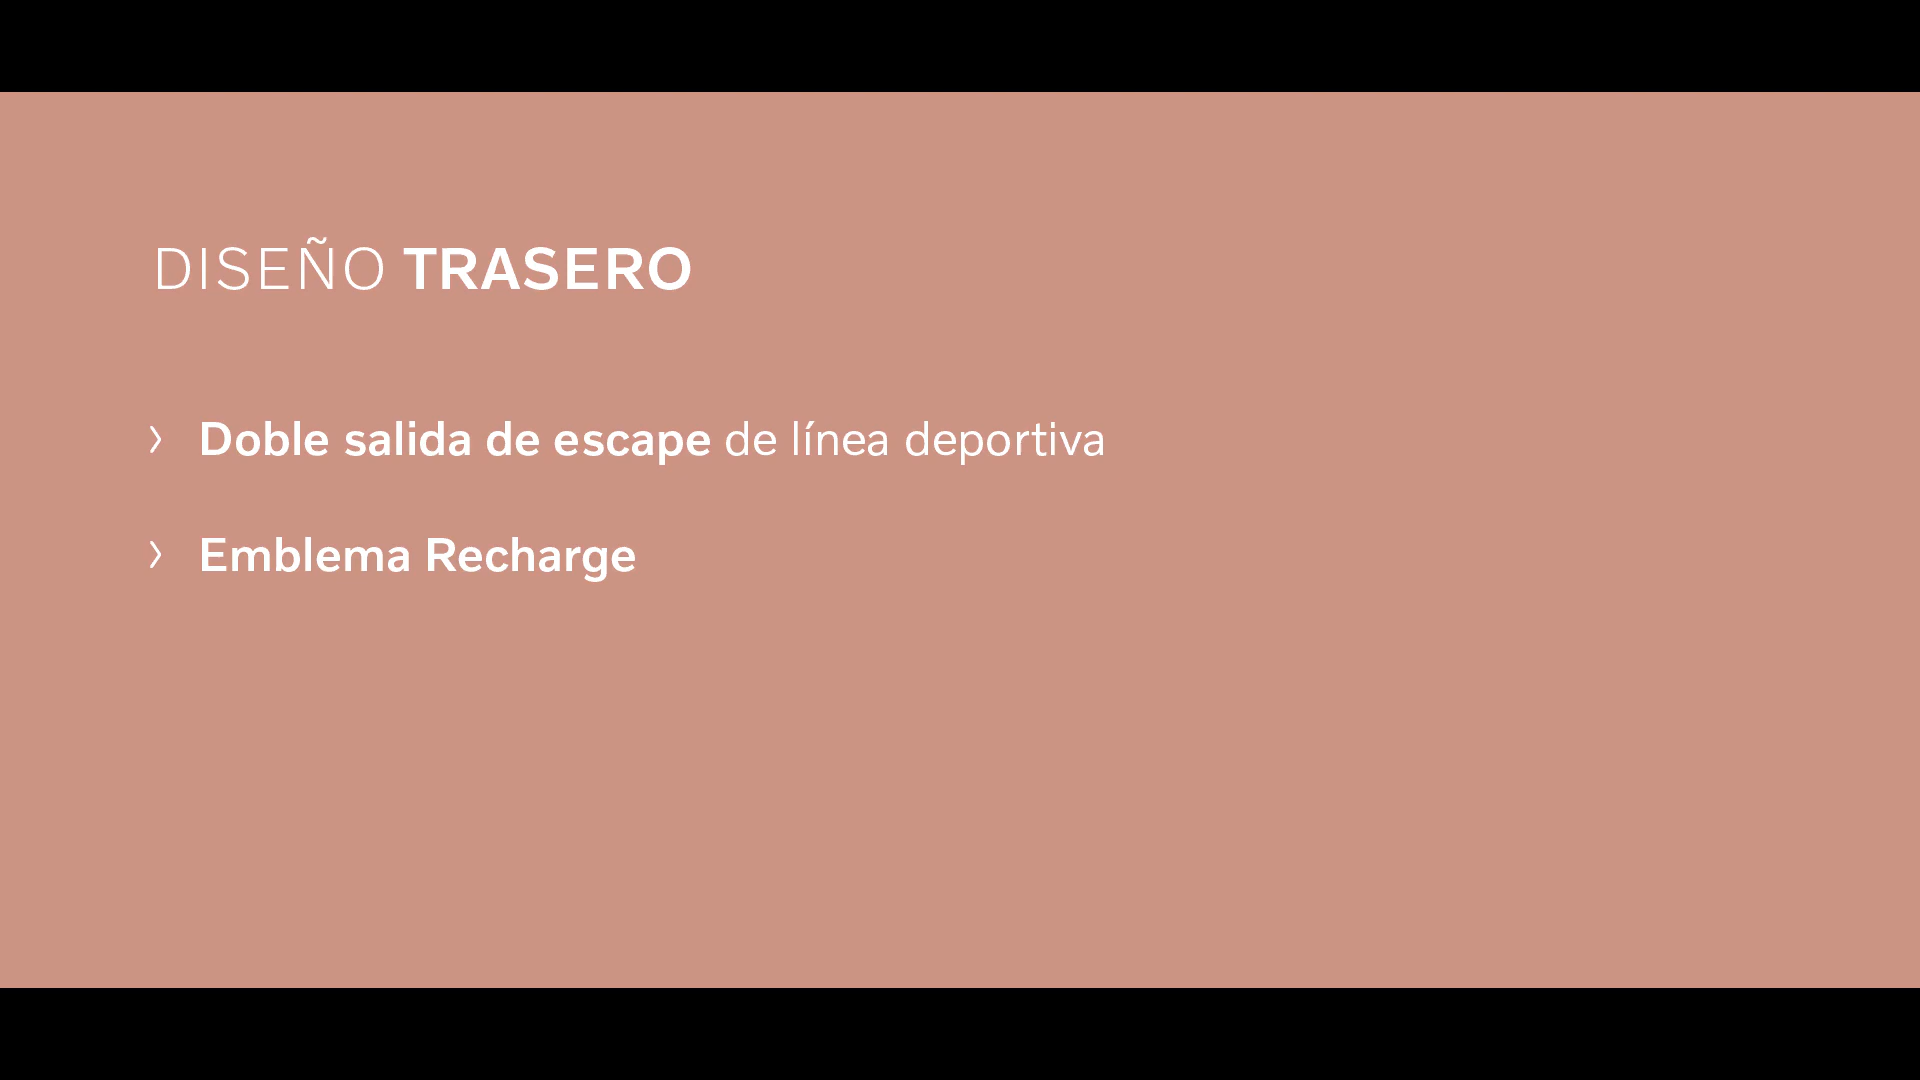 DISEÑO TRASERO
› Doble salida de escape de línea deportiva
› Emblema Recharge